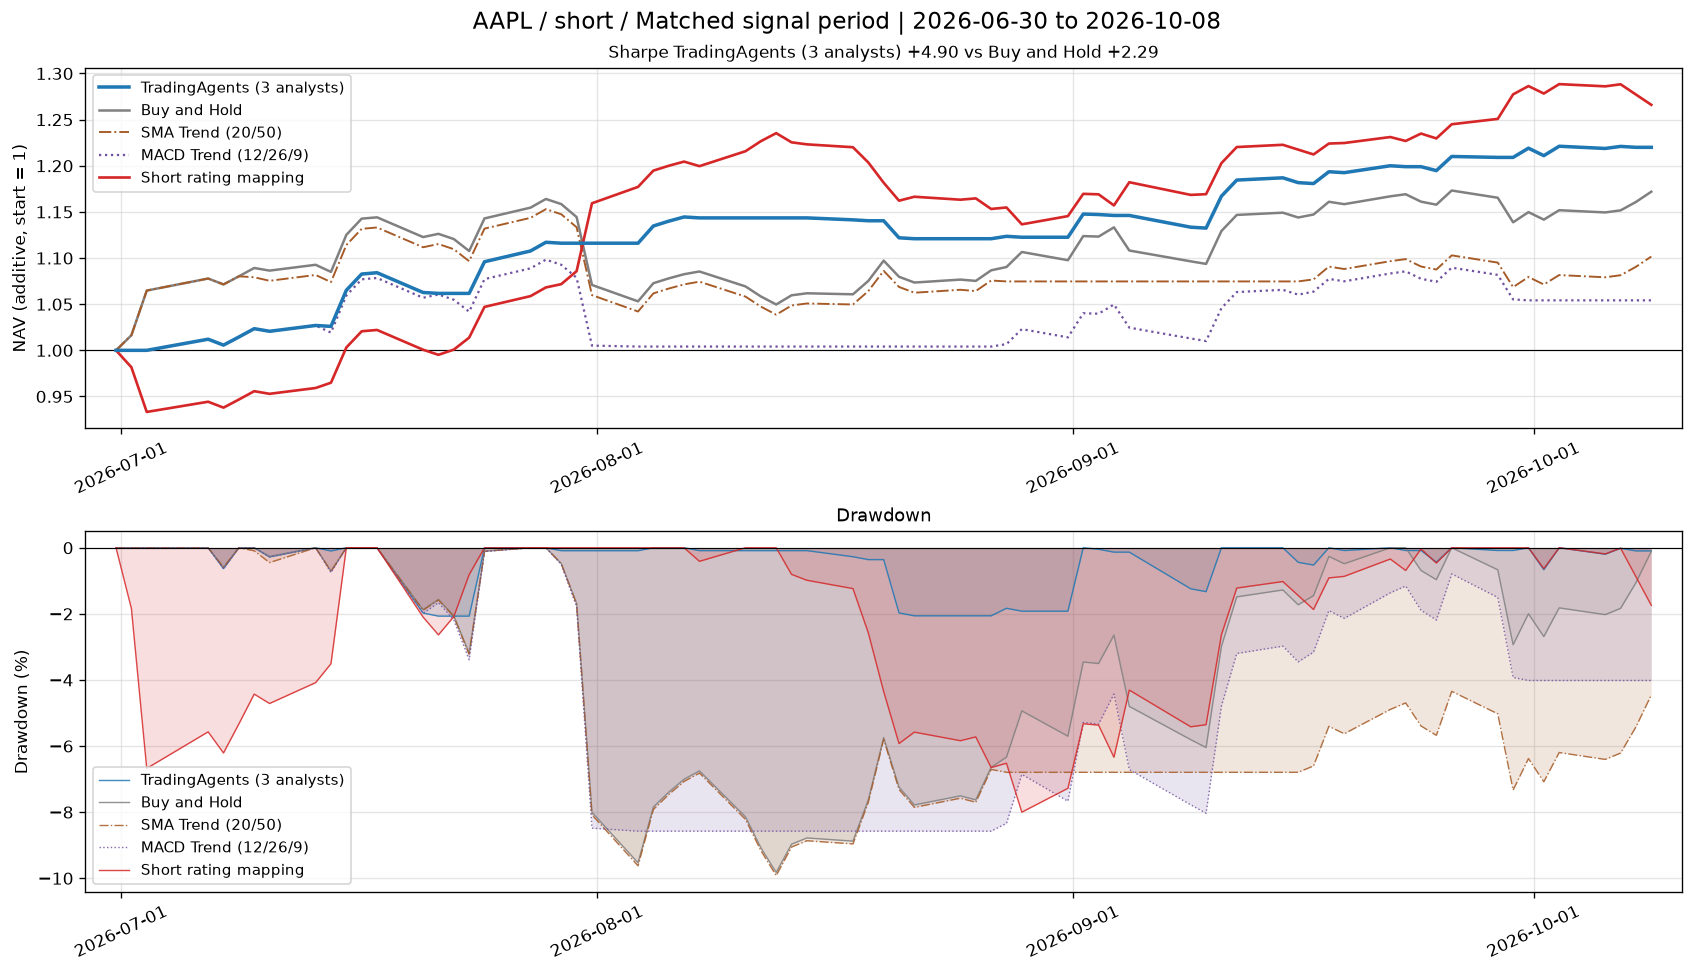 AAPL / short / Matched signal period | 2026-06-30 to 2026-10-08
Sharpe TradingAgents (3 analysts) +4.90 vs Buy and Hold +2.29
NAV (additive, start = 1)
1.30
1.25
1.20
1.15
1.10
1.05
1.00
0.95
TradingAgents (3 analysts)
Buy and Hold
SMA Trend (20/50)
MACD Trend (12/26/9)
Short rating mapping
2026-07-01
2026-08-01
2026-09-01
2026-10-01
Drawdown
Drawdown (%)
0
−2
−4
−6
−8
−10
TradingAgents (3 analysts)
Buy and Hold
SMA Trend (20/50)
MACD Trend (12/26/9)
Short rating mapping
2026-07-01
2026-08-01
2026-09-01
2026-10-01